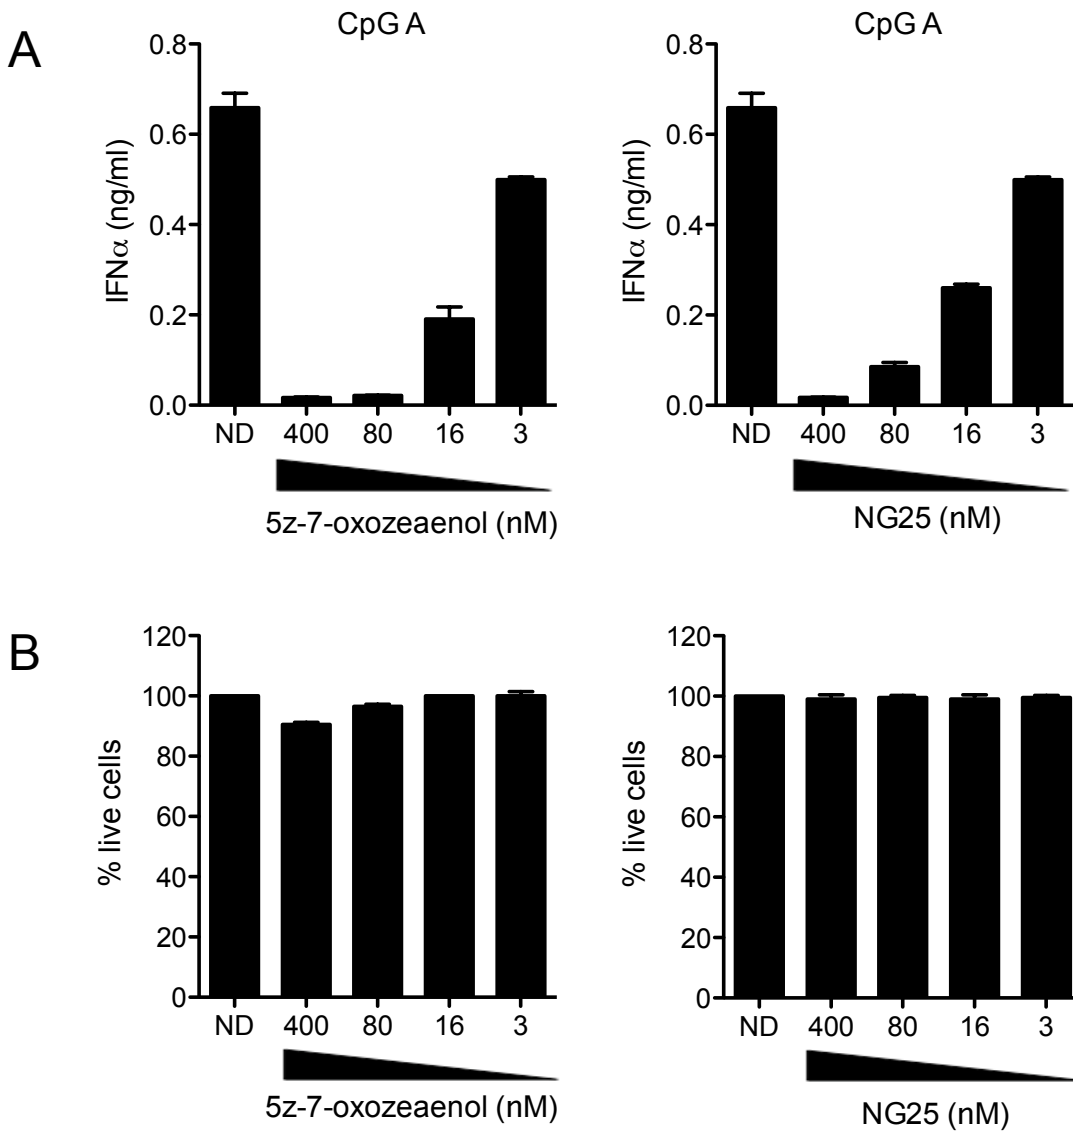 A
CpG A
IFNα (ng/ml)
0.8
0.6
0.4
0.2
0.0
ND 400 80 16 3
5z-7-oxozeaenol (nM)
CpG A
IFNα (ng/ml)
0.8
0.6
0.4
0.2
0.0
ND 400 80 16 3
NG25 (nM)
B
% live cells
120
100
80
60
40
20
0
ND 400 80 16 3
5z-7-oxozeaenol (nM)
% live cells
120
100
80
60
40
20
0
ND 400 80 16 3
NG25 (nM)